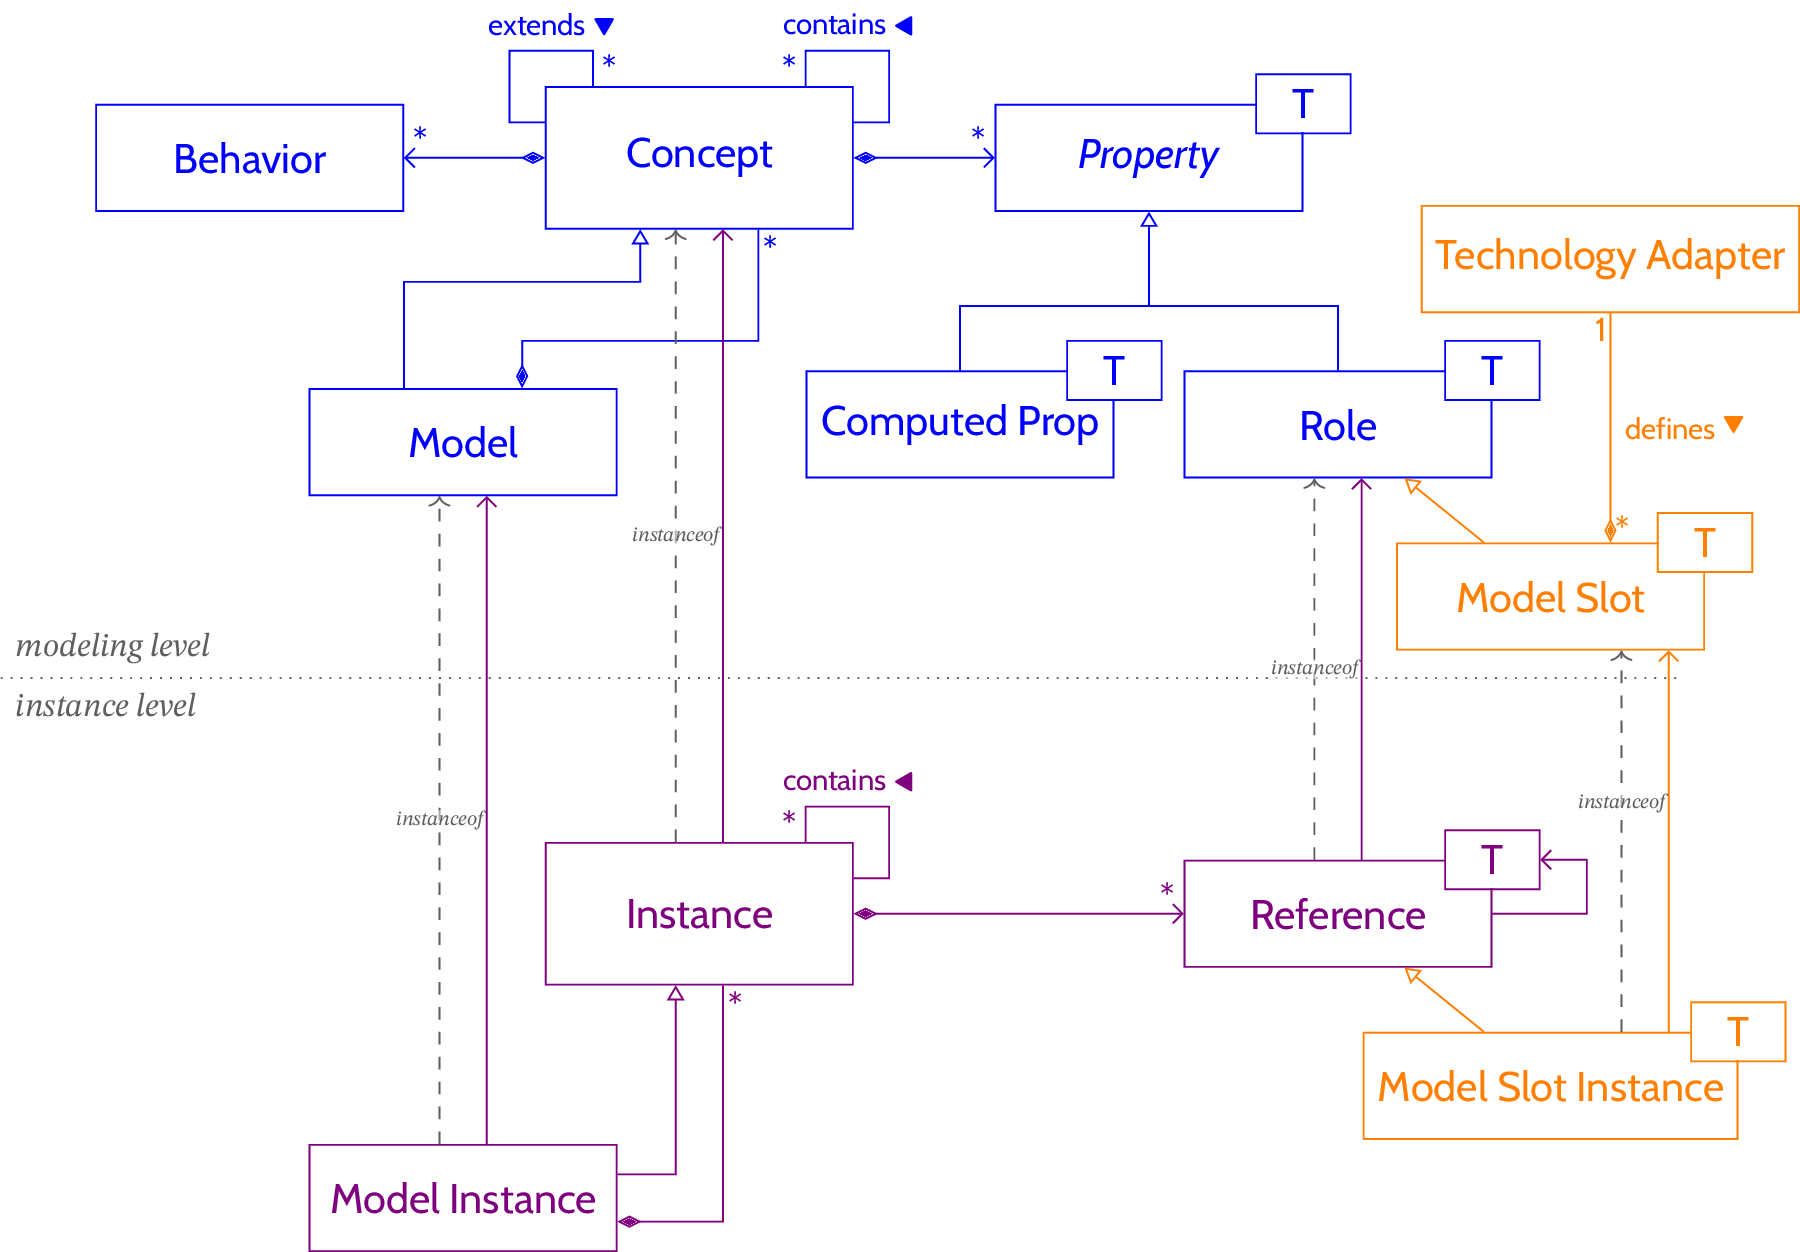 extends ▼
contains ◀
*
*
T
Behavior
*
Concept
*
Property
*
Technology Adapter
1
T
T
Computed Prop
Role
Model
defines ▼
*
T
instanceof
Model Slot
modeling level
instanceof
instance level
contains ◀
instanceof
*
instanceof
T
*
Instance
Reference
*
T
Model Slot Instance
Model Instance